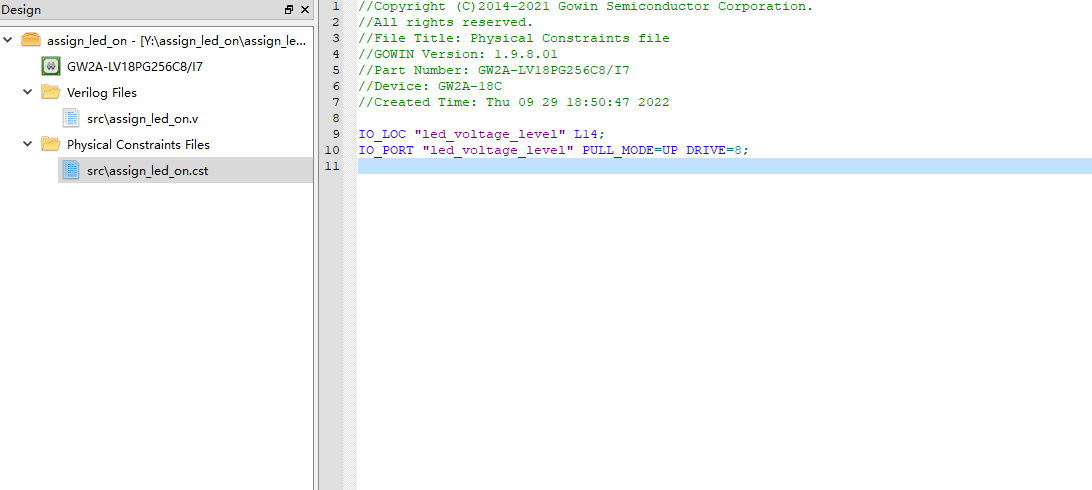 Design
assign_led_on - [Y:\assign_led_on\assign_le...
GW2A-LV18PG256C8/I7
Verilog Files
src\assign_led_on.v
Physical Constraints Files
src\assign_led_on.cst
1 //Copyright (C)2014-2021 Gowin Semiconductor Corporation.
2 //All rights reserved.
3 //File Title: Physical Constraints file
4 //GOWIN Version: 1.9.8.01
5 //Part Number: GW2A-LV18PG256C8/I7
6 //Device: GW2A-18C
7 //Created Time: Thu 09 29 18:50:47 2022
8
9 IO_LOC "led_voltage_level" L14;
10 IO_PORT "led_voltage_level" PULL_MODE=UP DRIVE=8;
11